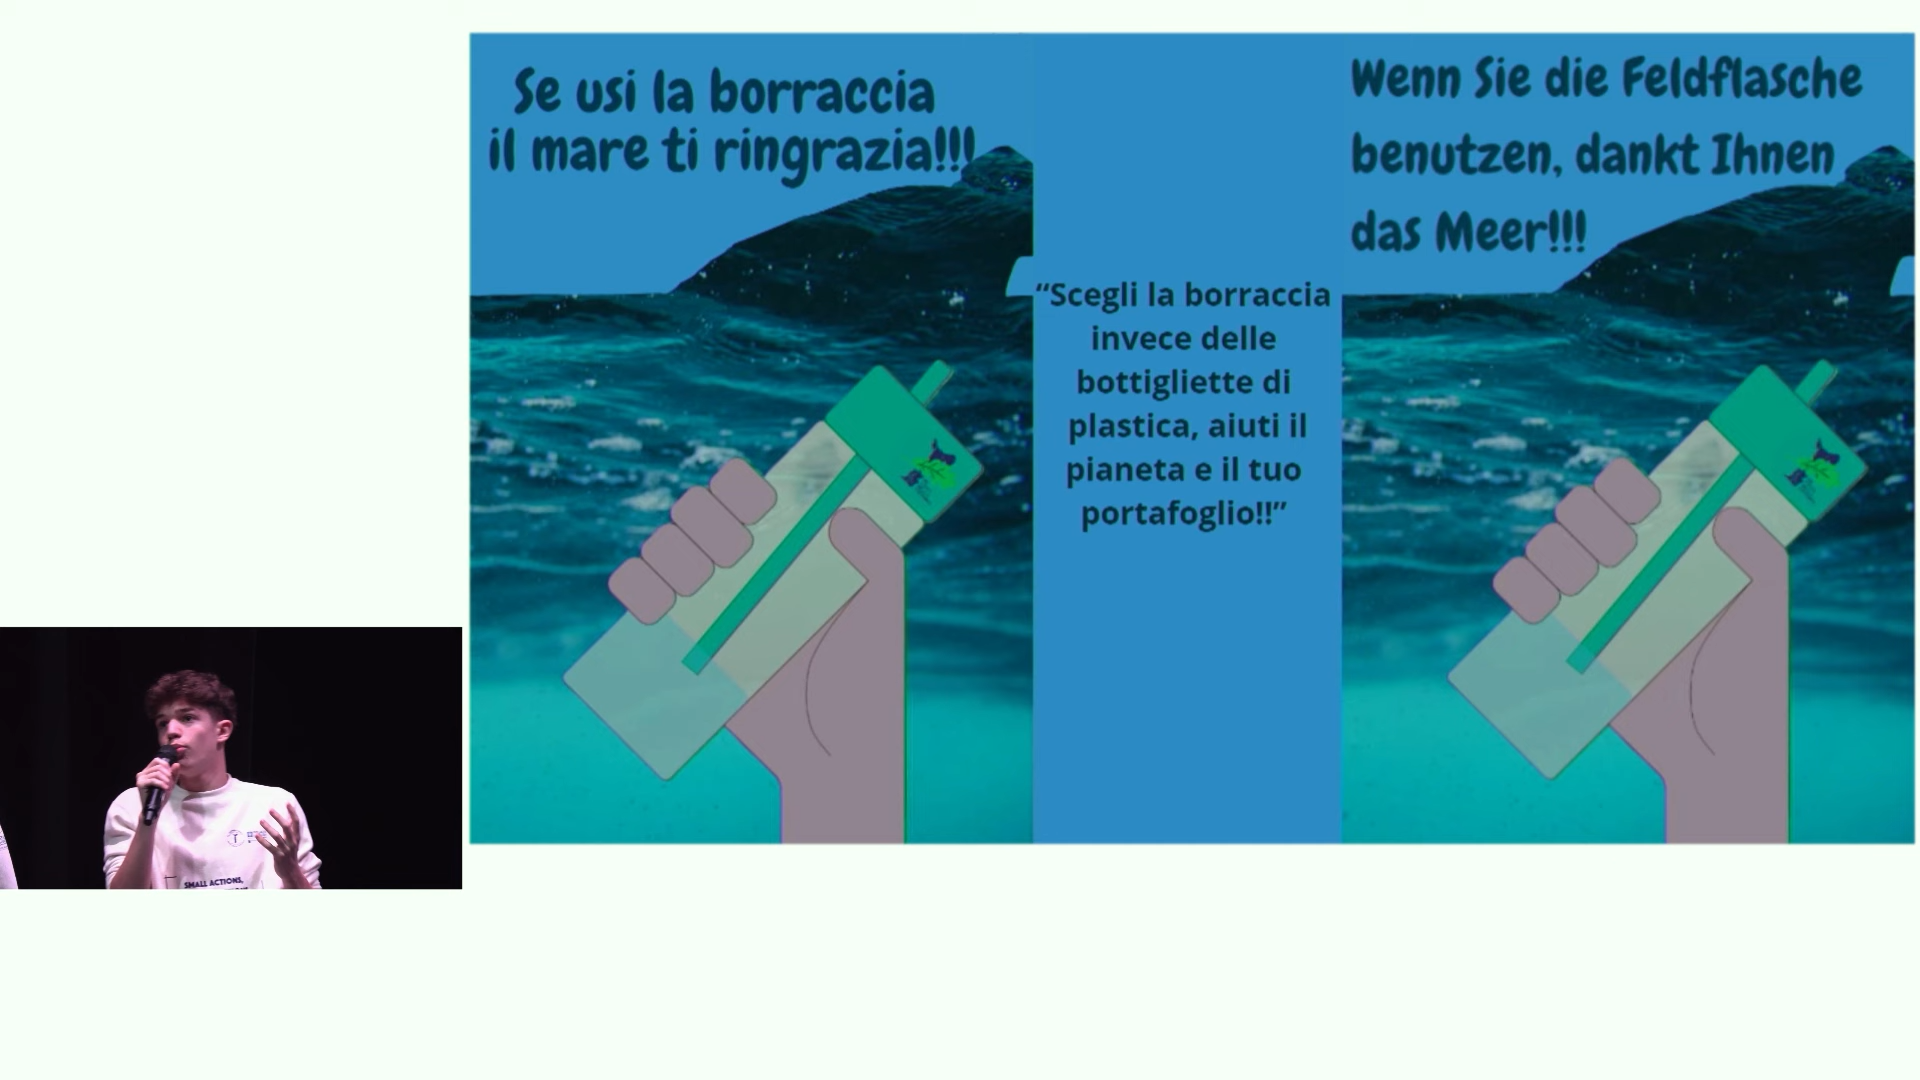 Se usi la borraccia
il mare ti ringrazia!!!
“Scegli la borraccia
invece delle
bottigliette di
plastica, aiuti il
pianeta e il tuo
portafoglio!!”
Wenn Sie die Feldflasche
benutzen, dankt Ihnen
das Meer!!!
SMALL ACTIONS,